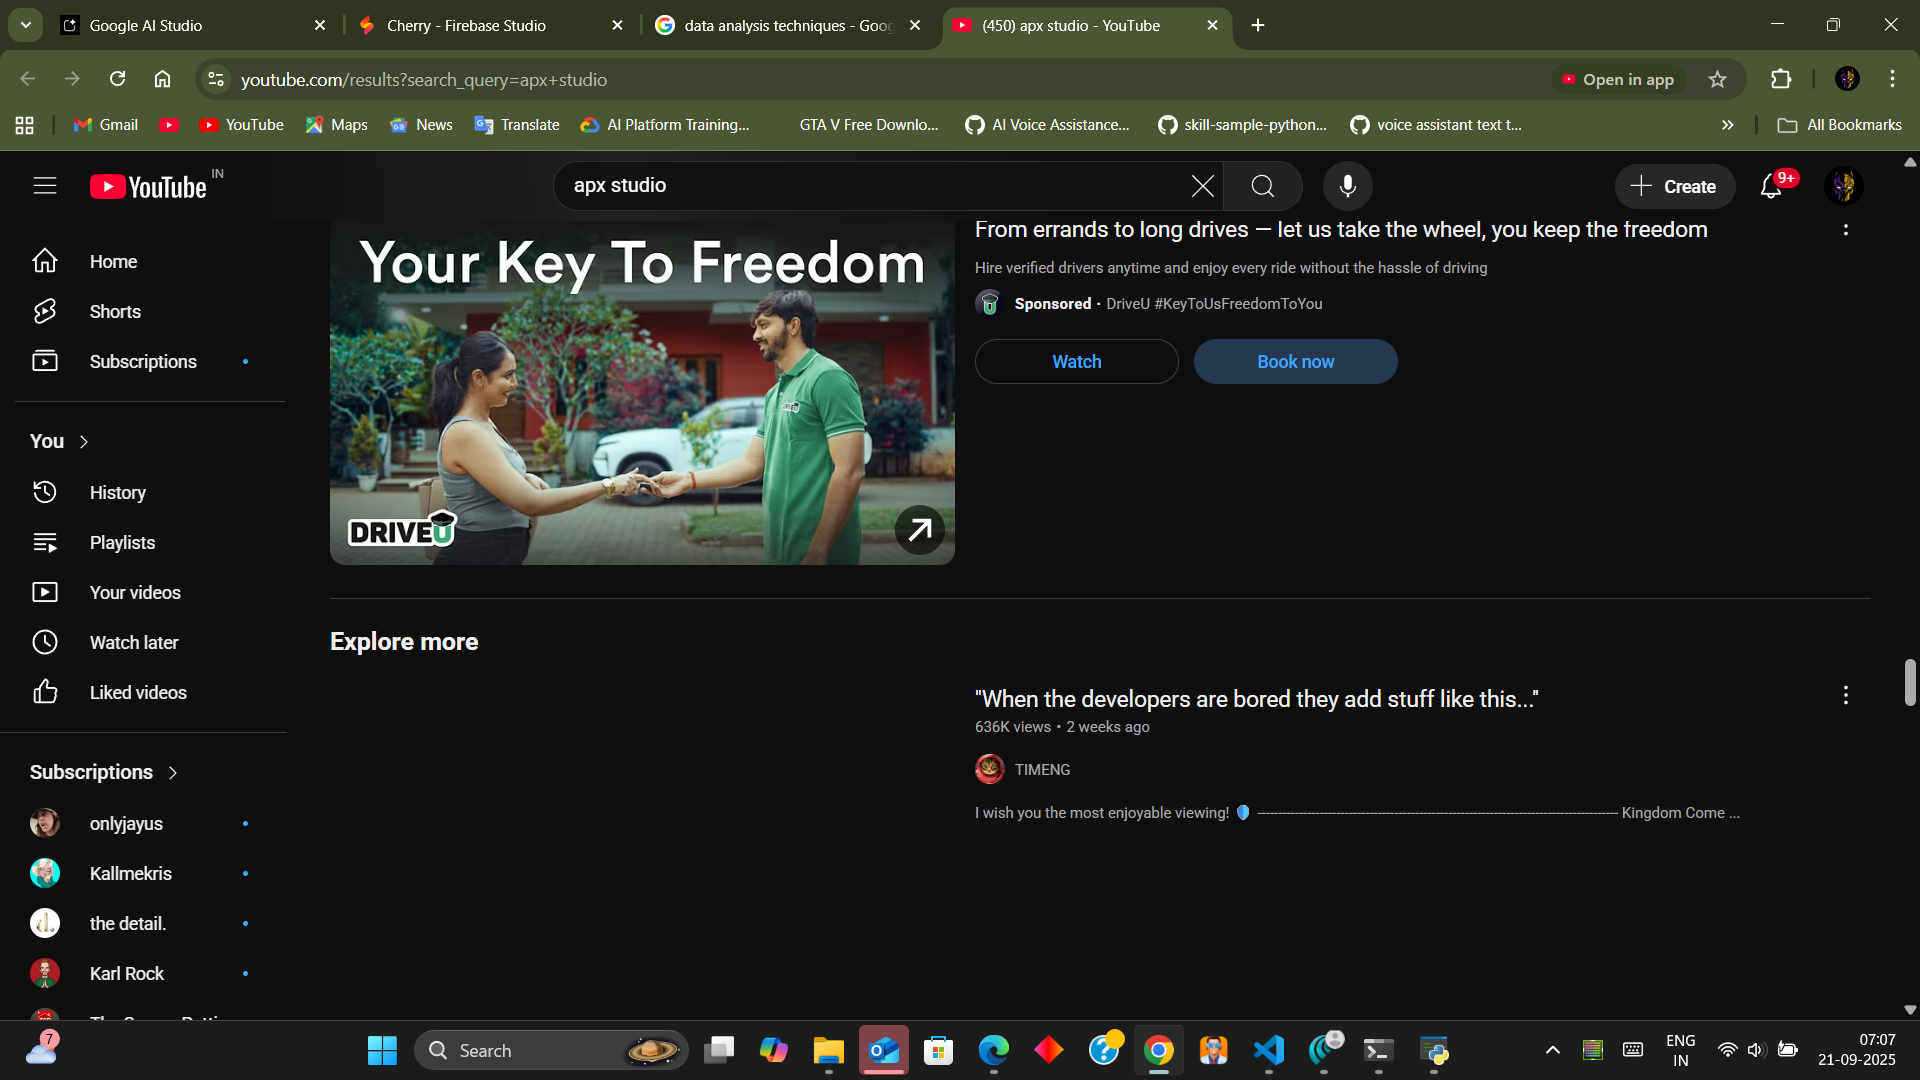 Google AI Studio
Cherry - Firebase Studio
data analysis techniques - Goog
(450) apx studio - YouTube
youtube.com/results?search_query=apx+studio
Open in app
Gmail
YouTube
Maps
News
Translate
AI Platform Training...
GTA V Free Downlo...
AI Voice Assistance...
skill-sample-python...
voice assistant text t...
All Bookmarks
YouTube IN
apx studio
Create
9+
Home
Shorts
Subscriptions
You
History
Playlists
Your videos
Watch later
Liked videos
Subscriptions
onlyjayus
Kallmekris
the detail.
Karl Rock
Your Key To Freedom
DRIVEU
From errands to long drives — let us take the wheel, you keep the freedom
Hire verified drivers anytime and enjoy every ride without the hassle of driving
Sponsored · DriveU #KeyToUsFreedomToYou
Watch
Book now
Explore more
"When the developers are bored they add stuff like this..."
636K views • 2 weeks ago
TIMENG
I wish you the most enjoyable viewing! ---------------------------------------------------------------------------------- Kingdom Come ...
7
Search
ENG
IN
07:07
21-09-2025